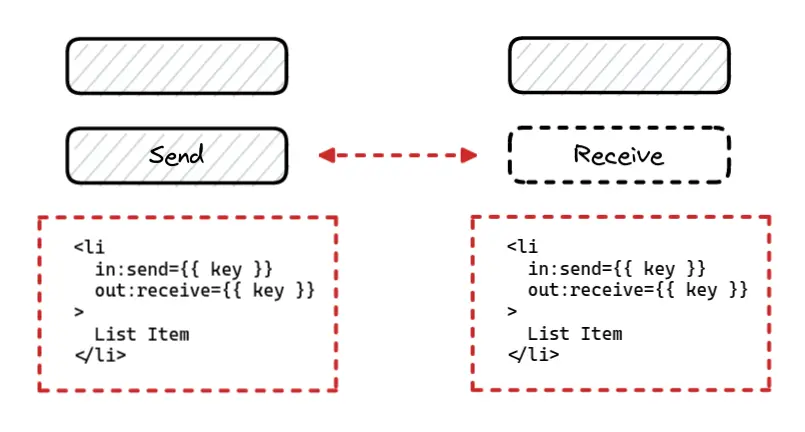 Send
Receive
<li
in:send={{ key }}
out:receive={{ key }}
>
List Item
</li>
<li
in:send={{ key }}
out:receive={{ key }}
>
List Item
</li>